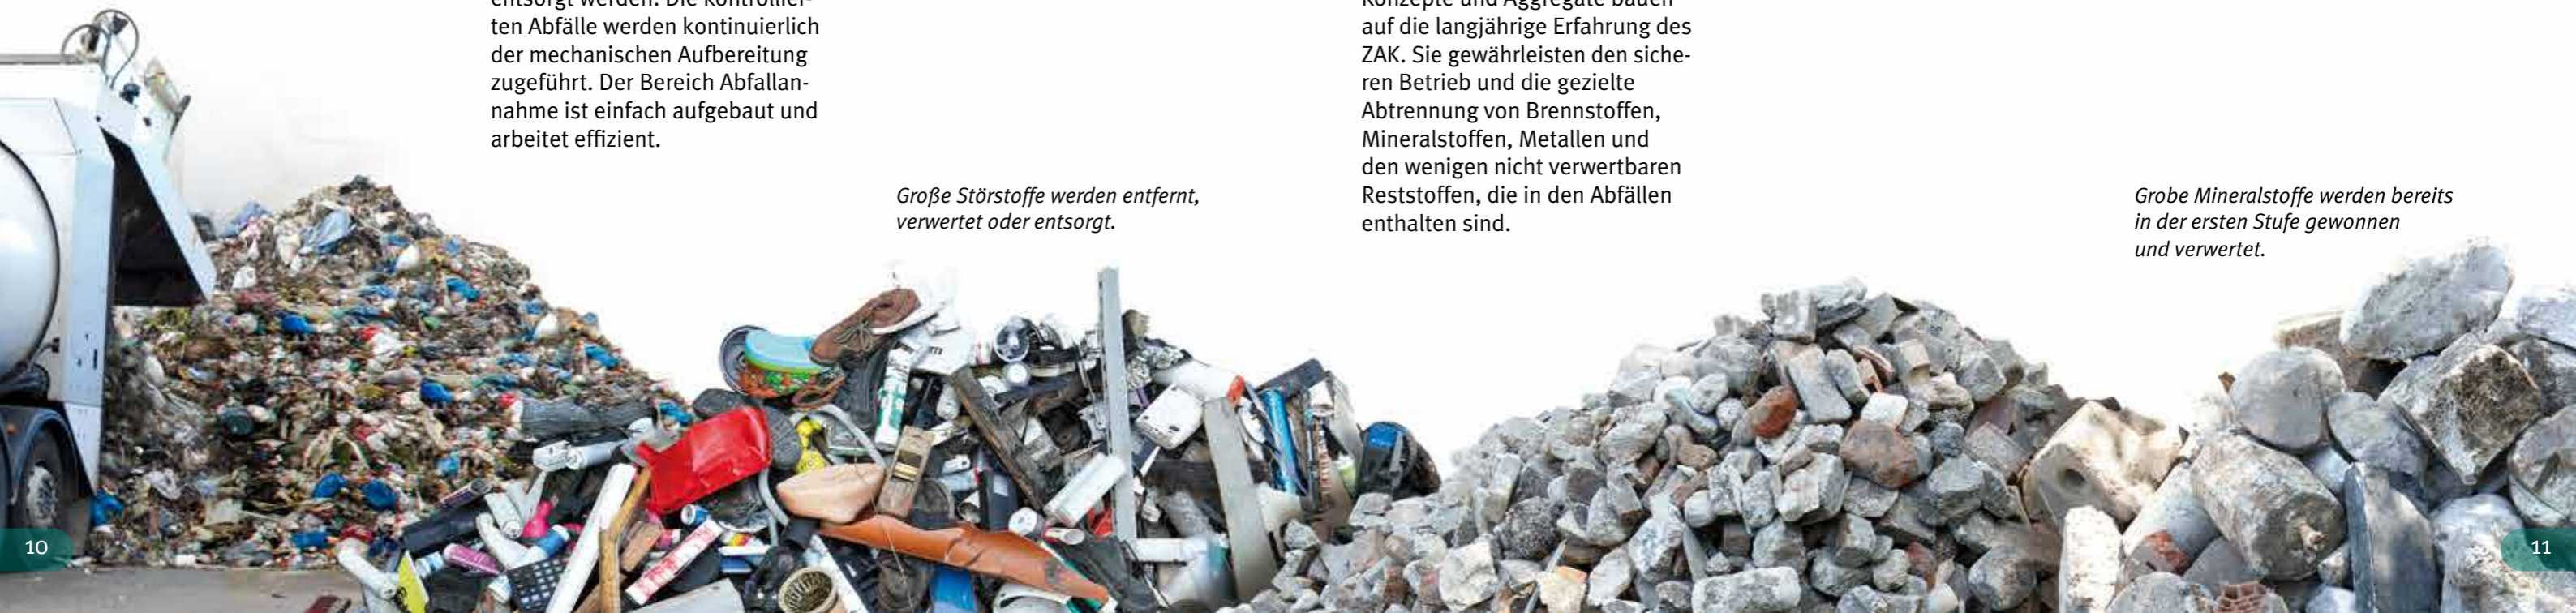 entsorgt werden. Die kontrollier-
ten Abfälle werden kontinuierlich
der mechanischen Aufbereitung
zugeführt. Der Bereich Abfallan-
nahme ist einfach aufgebaut und
arbeitet effizient.
Große Störstoffe werden entfernt,
verwertet oder entsorgt.
Konzepte und Aggregate bauen
auf die langjährige Erfahrung des
ZAK. Sie gewährleisten den siche-
ren Betrieb und die gezielte
Abtrennung von Brennstoffen,
Mineralstoffen, Metallen und
den wenigen nicht verwertbaren
Reststoffen, die in den Abfällen
enthalten sind.
Grobe Mineralstoffe werden bereits
in der ersten Stufe gewonnen
und verwertet.
10
11